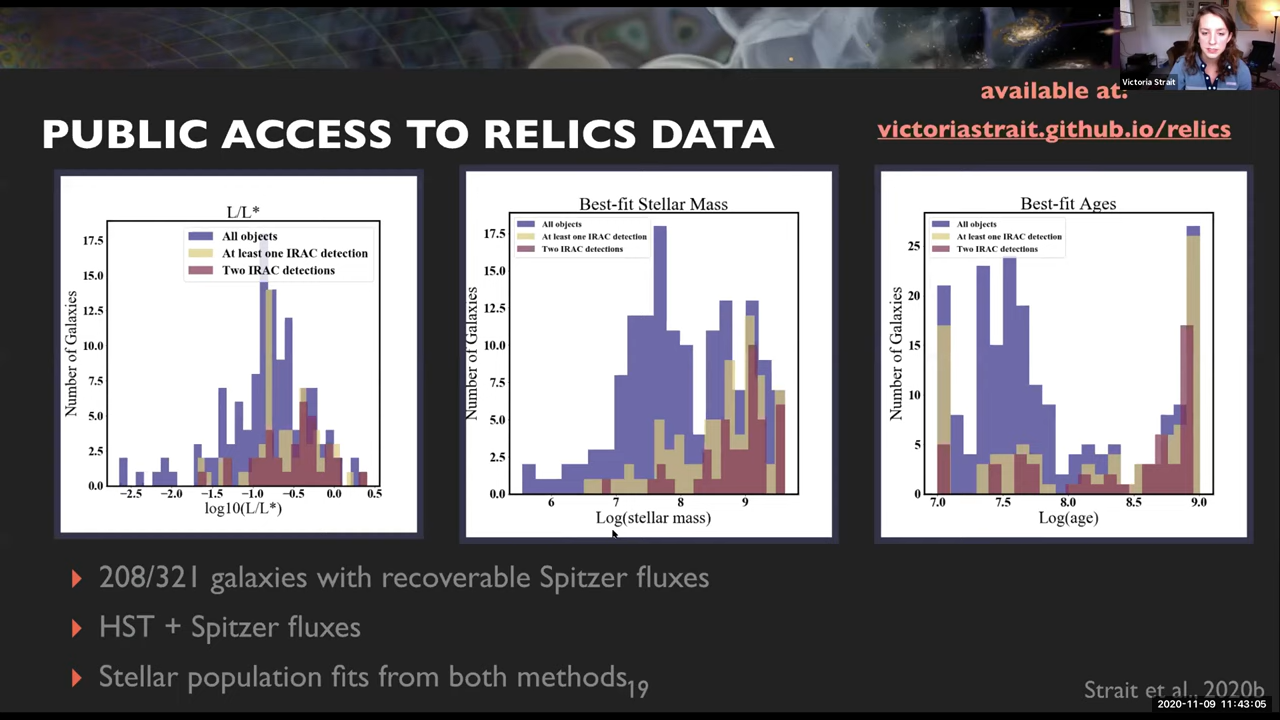 Victoria Strait
available at:
PUBLIC ACCESS TO RELICS DATA
victoriastrait.github.io/relics
L/L*
All objects
At least one IRAC detection
Two IRAC detections
17.5
15.0
12.5
10.0
7.5
5.0
2.5
0.0
Number of Galaxies
−2.5 −2.0 −1.5 −1.0 −0.5 0.0 0.5
log10(L/L*)
Best-fit Stellar Mass
All objects
At least one IRAC detection
Two IRAC detections
17.5
15.0
12.5
10.0
7.5
5.0
2.5
0.0
Number of Galaxies
6 7 8 9
Log(stellar mass)
Best-fit Ages
All objects
At least one IRAC detection
Two IRAC detections
25
20
15
10
5
0
Number of Galaxies
7.0 7.5 8.0 8.5 9.0
Log(age)
208/321 galaxies with recoverable Spitzer fluxes
HST + Spitzer fluxes
Stellar population fits from both methods
19
Strait et al., 2020b
2020-11-09 11:43:05